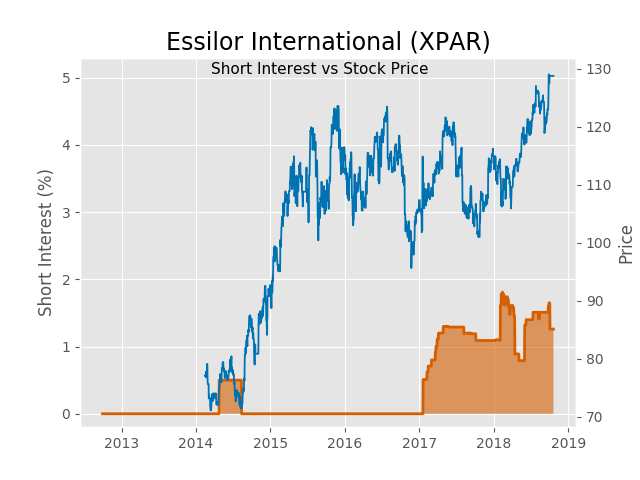 Essilor International (XPAR)
Short Interest vs Stock Price
Short Interest (%)
5
4
3
2
1
0
130
120
110
100
90
80
70
Price
2013 2014 2015 2016 2017 2018 2019